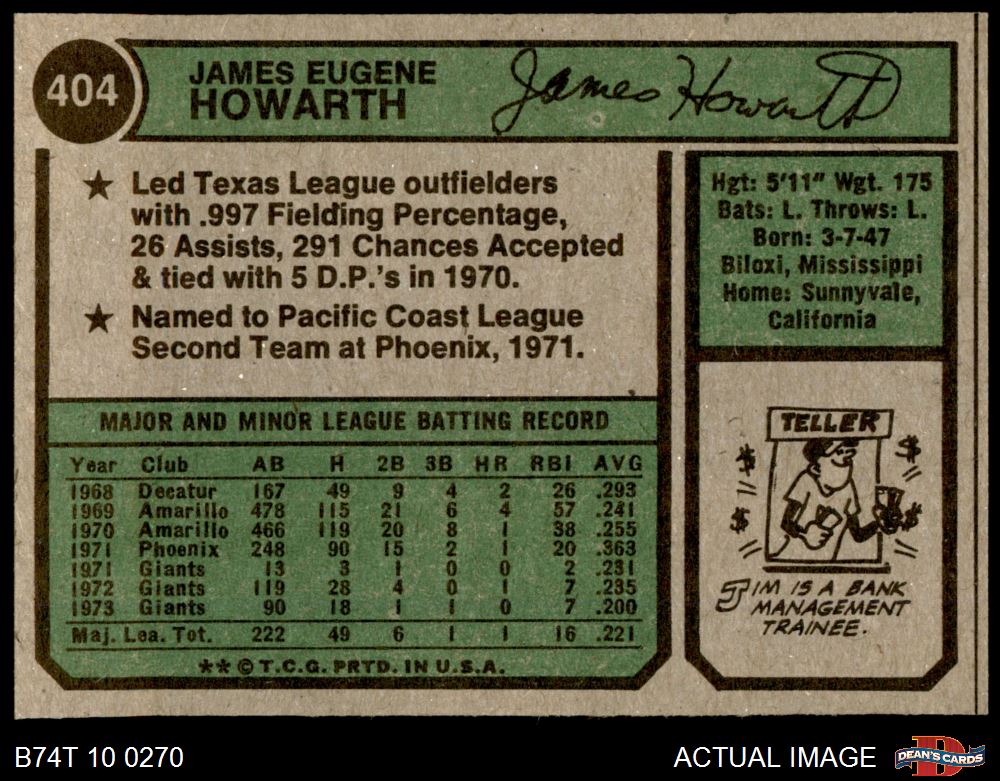 404
JAMES EUGENE
HOWARTH
James Howarth
★ Led Texas League outfielders
with .997 Fielding Percentage,
26 Assists, 291 Chances Accepted
& tied with 5 D.P.'s in 1970.
★ Named to Pacific Coast League
Second Team at Phoenix, 1971.
Hgt: 5'11" Wgt. 175
Bats: L. Throws: L.
Born: 3-7-47
Biloxi, Mississippi
Home: Sunnyvale,
California
MAJOR AND MINOR LEAGUE BATTING RECORD
Year Club AB H 2B 3B HR RBI AVG
1968 Decatur 167 49 9 4 2 26 .293
1969 Amarillo 478 115 21 6 4 57 .241
1970 Amarillo 466 119 20 8 1 38 .255
1971 Phoenix 248 90 15 2 1 20 .363
1971 Giants 13 3 1 0 0 2 .231
1972 Giants 119 28 4 0 1 7 .235
1973 Giants 90 18 1 1 0 7 .200
Maj. Lea. Tot. 222 49 6 1 1 16 .221
** © T.C.G. PRTD. IN U.S.A.
TELLER
$ $ $ $
JIM IS A BANK
MANAGEMENT
TRAINEE.
B74T 10 0270
ACTUAL IMAGE
D
DEAN'S CARDS